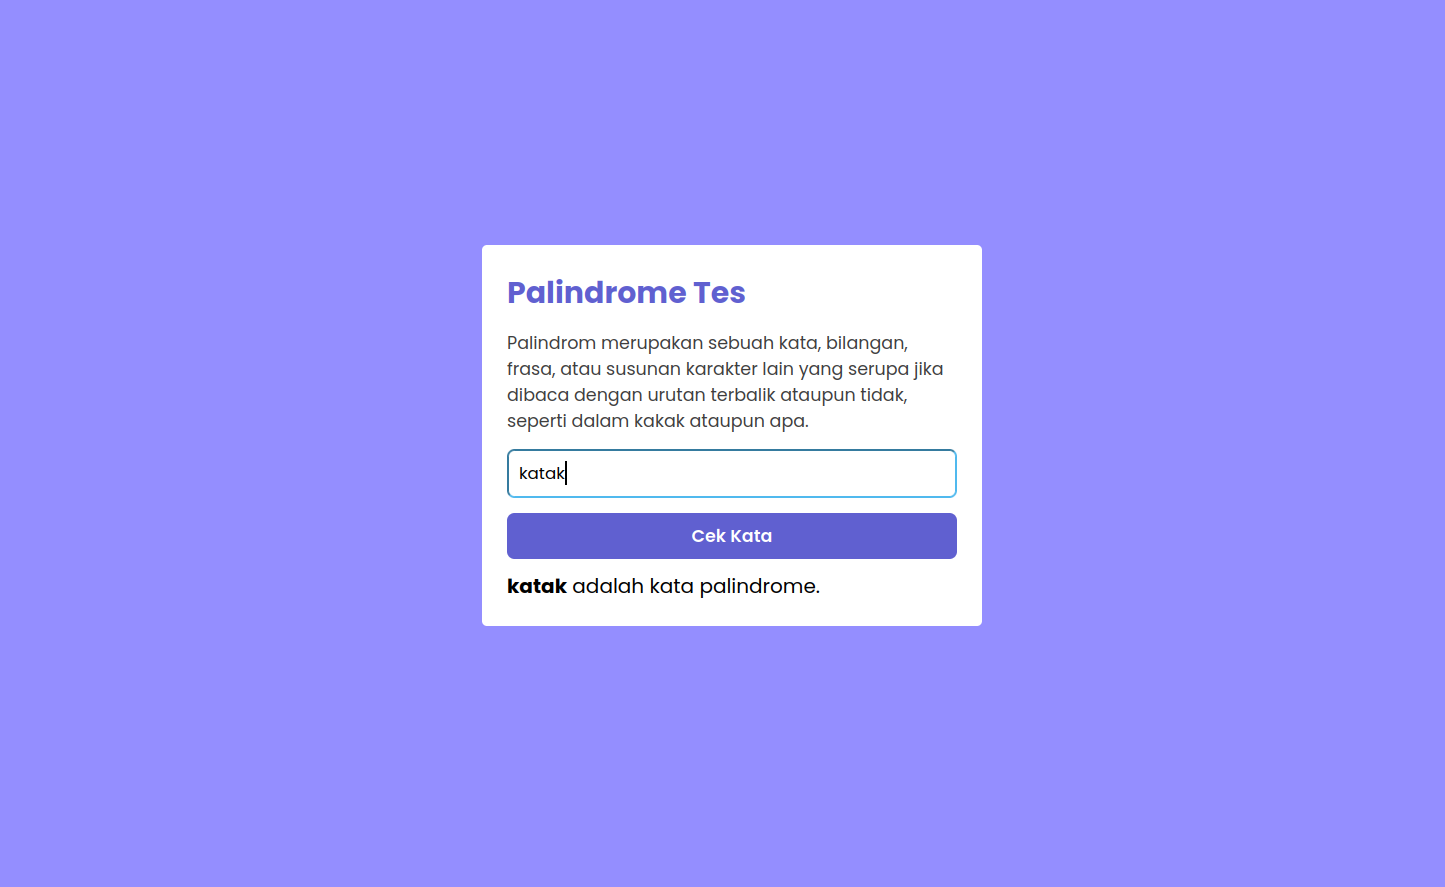 Palindrome Tes
Palindrom merupakan sebuah kata, bilangan,
frasa, atau susunan karakter lain yang serupa jika
dibaca dengan urutan terbalik ataupun tidak,
seperti dalam kakak ataupun apa.
katak
Cek Kata
katak adalah kata palindrome.